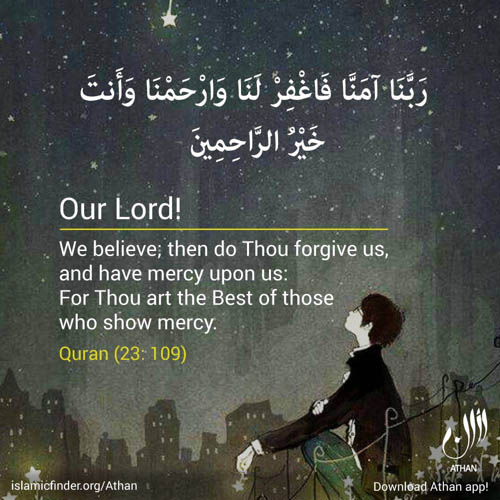 رَبَّنَا آمَنَّا فَاغْفِرْ لَنَا وَارْحَمْنَا وَأَنتَ
خَيْرُ الرَّاحِمِينَ
Our Lord!
We believe; then do Thou forgive us,
and have mercy upon us:
For Thou art the Best of those
who show mercy.
Quran (23: 109)
أذان
ATHAN
islamicfinder.org/Athan
Download Athan app!